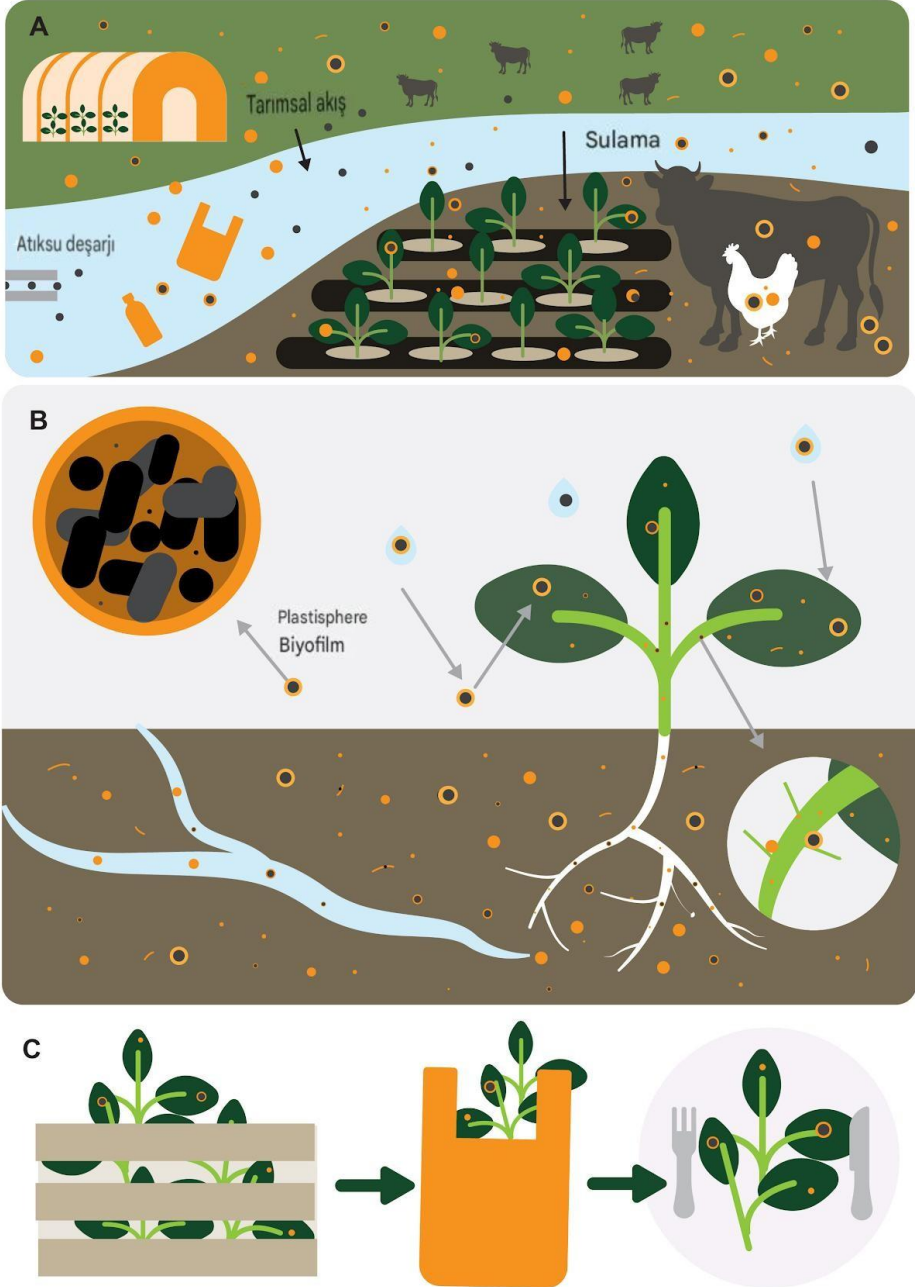 A
Tarımsal akış
Sulama
Atıksu deşarjı
B
Plastisphere
Biyofilm
C